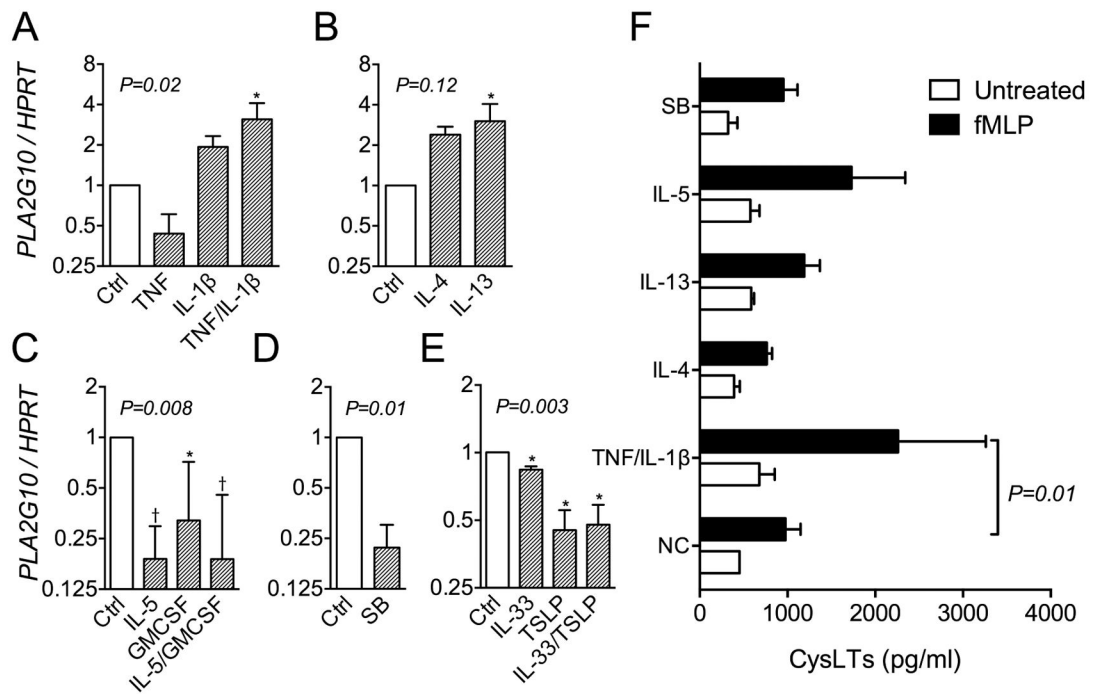 A
PLA2G10 / HPRT
8
4
2
1
0.5
0.25
P=0.02
*
Ctrl
TNF
IL-1β
TNF/IL-1β
B
8
4
2
1
0.5
0.25
P=0.12
*
Ctrl
IL-4
IL-13
C
PLA2G10 / HPRT
2
1
0.5
0.25
0.125
P=0.008
†
*
†
Ctrl
IL-5
GMCSF
IL-5/GMCSF
D
2
1
0.5
0.25
0.125
P=0.01
Ctrl
SB
E
2
1
0.5
0.25
P=0.003
*
*
*
Ctrl
IL-33
TSLP
IL-33/TSLP
F
Untreated
fMLP
SB
IL-5
IL-13
IL-4
TNF/IL-1β
NC
P=0.01
0
1000
2000
3000
4000
CysLTs (pg/ml)